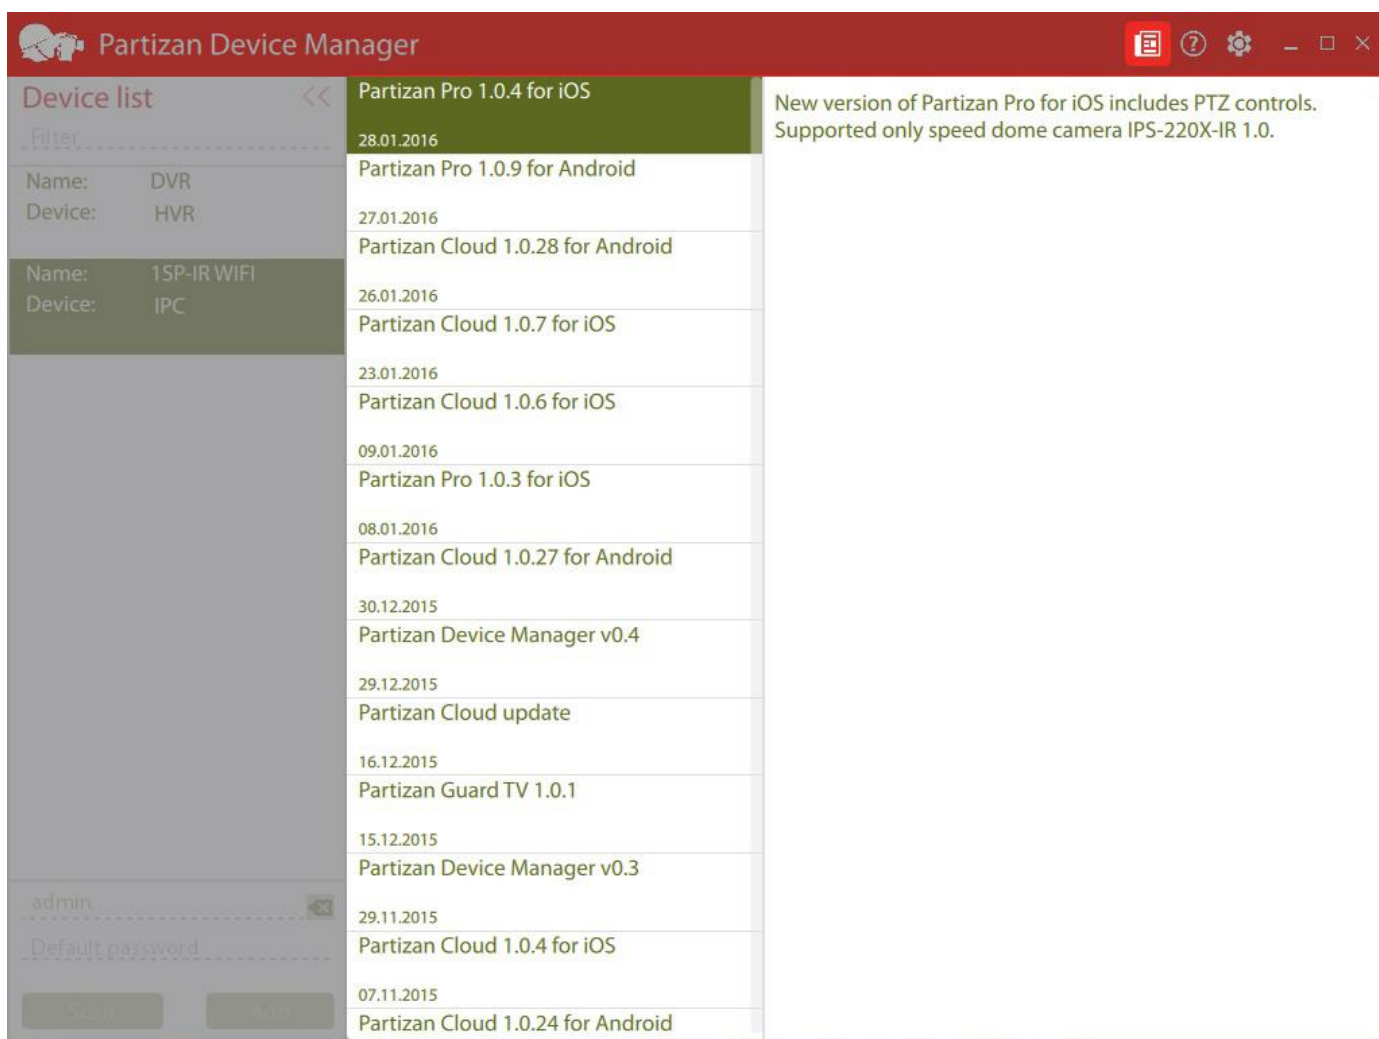 Partizan Device Manager
Device list <<
Filter
Name: DVR
Device: HVR
Name: 1SP-IR WIFI
Device: IPC
admin
Default password
Scan Add
Partizan Pro 1.0.4 for iOS
28.01.2016
Partizan Pro 1.0.9 for Android
27.01.2016
Partizan Cloud 1.0.28 for Android
26.01.2016
Partizan Cloud 1.0.7 for iOS
23.01.2016
Partizan Cloud 1.0.6 for iOS
09.01.2016
Partizan Pro 1.0.3 for iOS
08.01.2016
Partizan Cloud 1.0.27 for Android
30.12.2015
Partizan Device Manager v0.4
29.12.2015
Partizan Cloud update
16.12.2015
Partizan Guard TV 1.0.1
15.12.2015
Partizan Device Manager v0.3
29.11.2015
Partizan Cloud 1.0.4 for iOS
07.11.2015
Partizan Cloud 1.0.24 for Android
New version of Partizan Pro for iOS includes PTZ controls.
Supported only speed dome camera IPS-220X-IR 1.0.